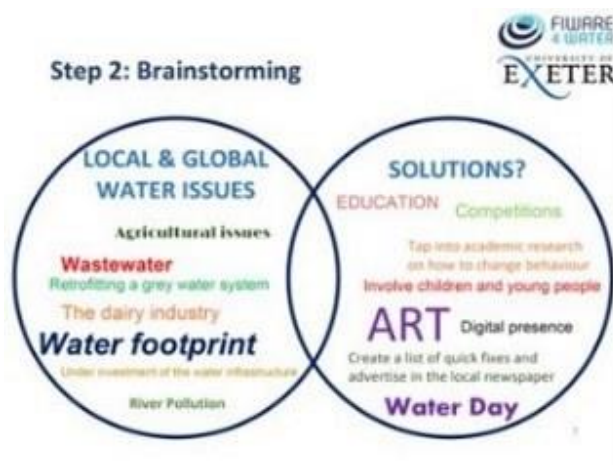 FIWARE
4 WATER
UNIVERSITY OF
EXETER
Step 2: Brainstorming
LOCAL & GLOBAL
WATER ISSUES
Agricultural issues
Wastewater
Retrofitting a grey water system
The dairy industry
Water footprint
Under investment of the water infrastructure
River Pollution
SOLUTIONS?
EDUCATION
Competitions
Tap into academic research
on how to change behaviour
Involve children and young people
ART
Digital presence
Create a list of quick fixes and
advertise in the local newspaper
Water Day